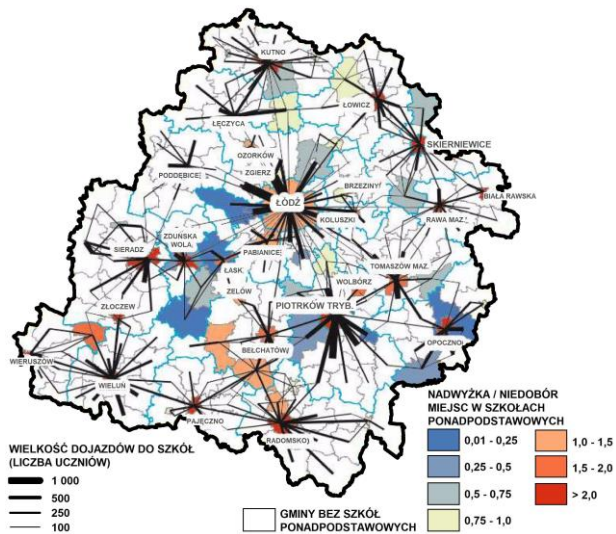 KUTNO
ŁOWICZ
ŁĘCZYCA
SKIERNIEWICE
OZORKÓW
ZGIERZ
PODDĘBICE
BRZEZINY
BIAŁA RAWSKA
ŁÓDŹ
KOLUSZKI
RAWA MAZ.
ZDUŃSKA
WOLA
SIERADZ
PABIANICE
ŁASK
TOMASZÓW MAZ.
ZELÓW
WOLBÓRZ
ZŁOCZEW
PIOTRKÓW TRYB.
OPOCZNO
WIERUSZÓW
BEŁCHATÓW
WIELUŃ
PAJĘCZNO
RADOMSKO
WIELKOŚĆ DOJAZDÓW DO SZKÓŁ
(LICZBA UCZNIÓW)
1 000
500
250
100
GMINY BEZ SZKÓŁ
PONADPODSTAWOWYCH
NADWYŻKA / NIEDOBÓR
MIEJSC W SZKOŁACH
PONADPODSTAWOWYCH
0,01 - 0,25
0,25 - 0,5
0,5 - 0,75
0,75 - 1,0
1,0 - 1,5
1,5 - 2,0
> 2,0